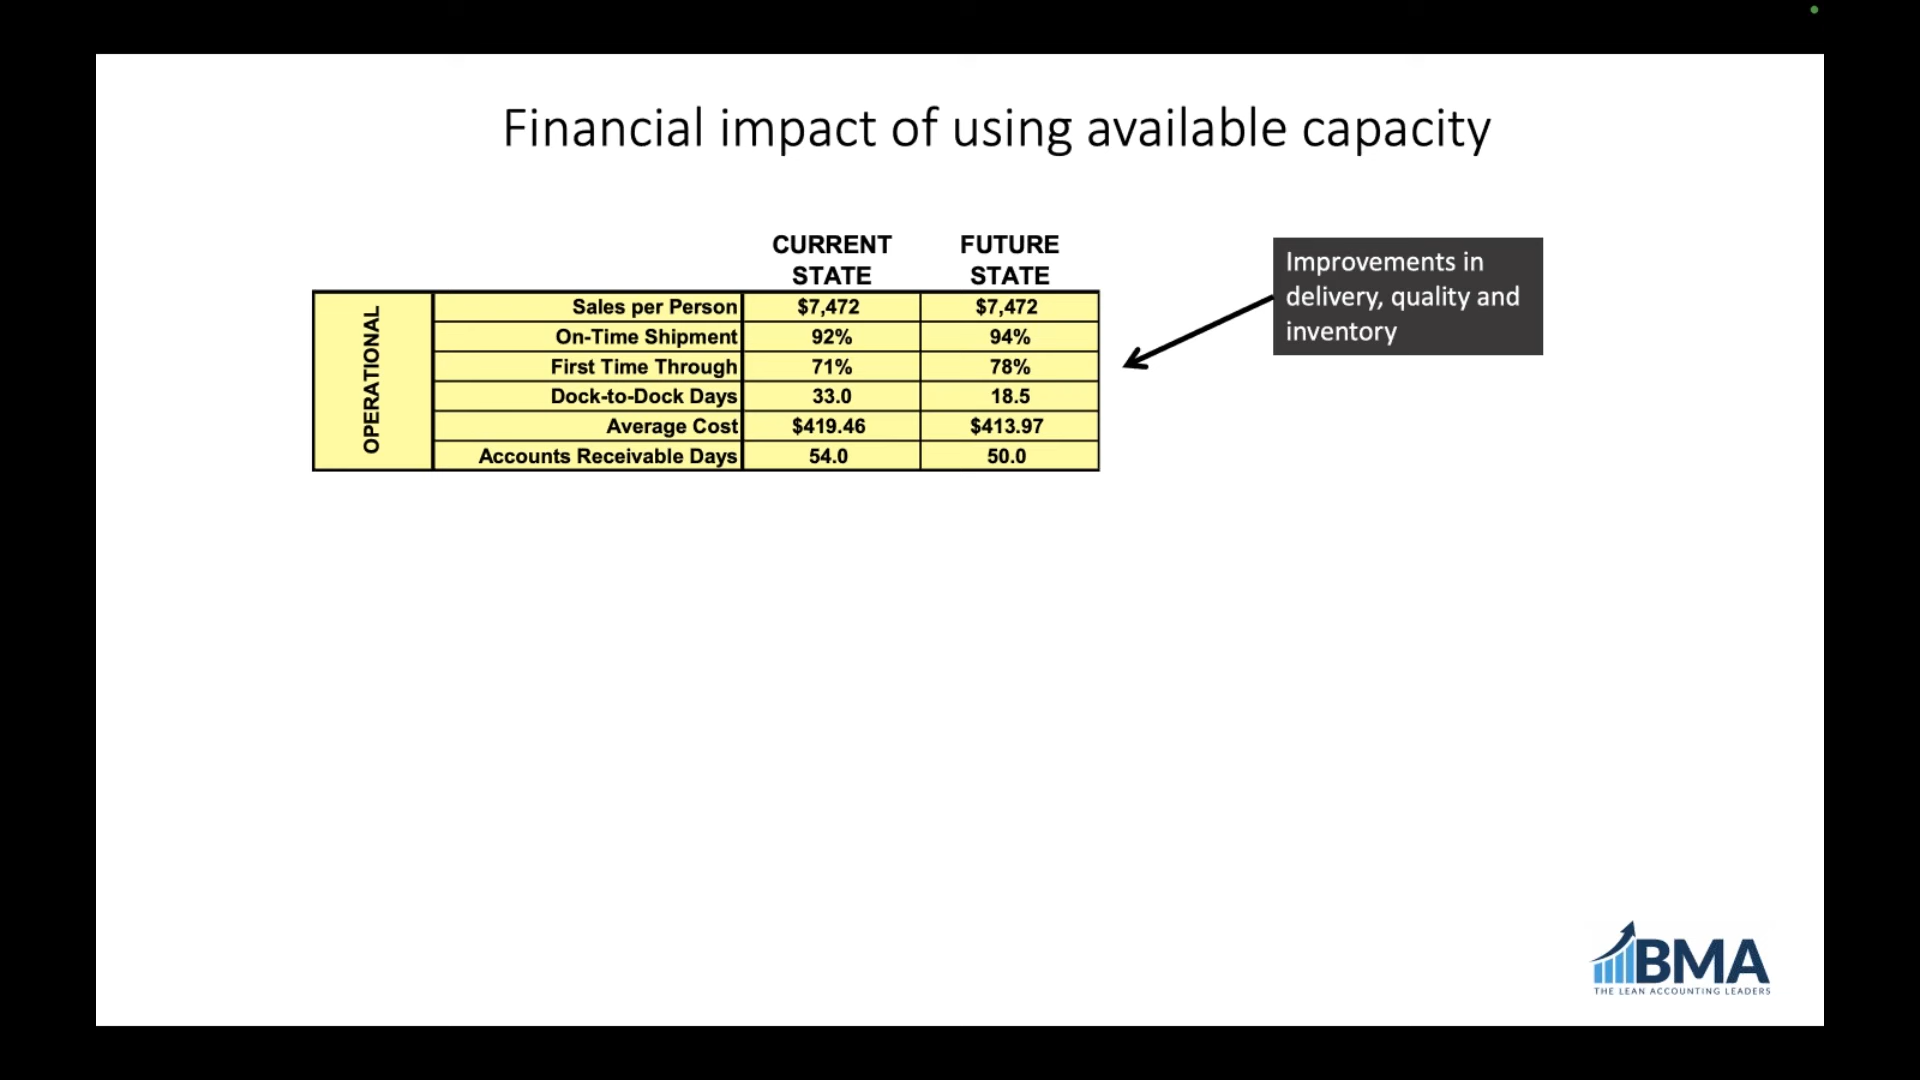 Financial impact of using available capacity
CURRENT STATE
FUTURE STATE
OPERATIONAL
Sales per Person $7,472 $7,472
On-Time Shipment 92% 94%
First Time Through 71% 78%
Dock-to-Dock Days 33.0 18.5
Average Cost $419.46 $413.97
Accounts Receivable Days 54.0 50.0
Improvements in
delivery, quality and
inventory
BMA
THE LEAN ACCOUNTING LEADERS